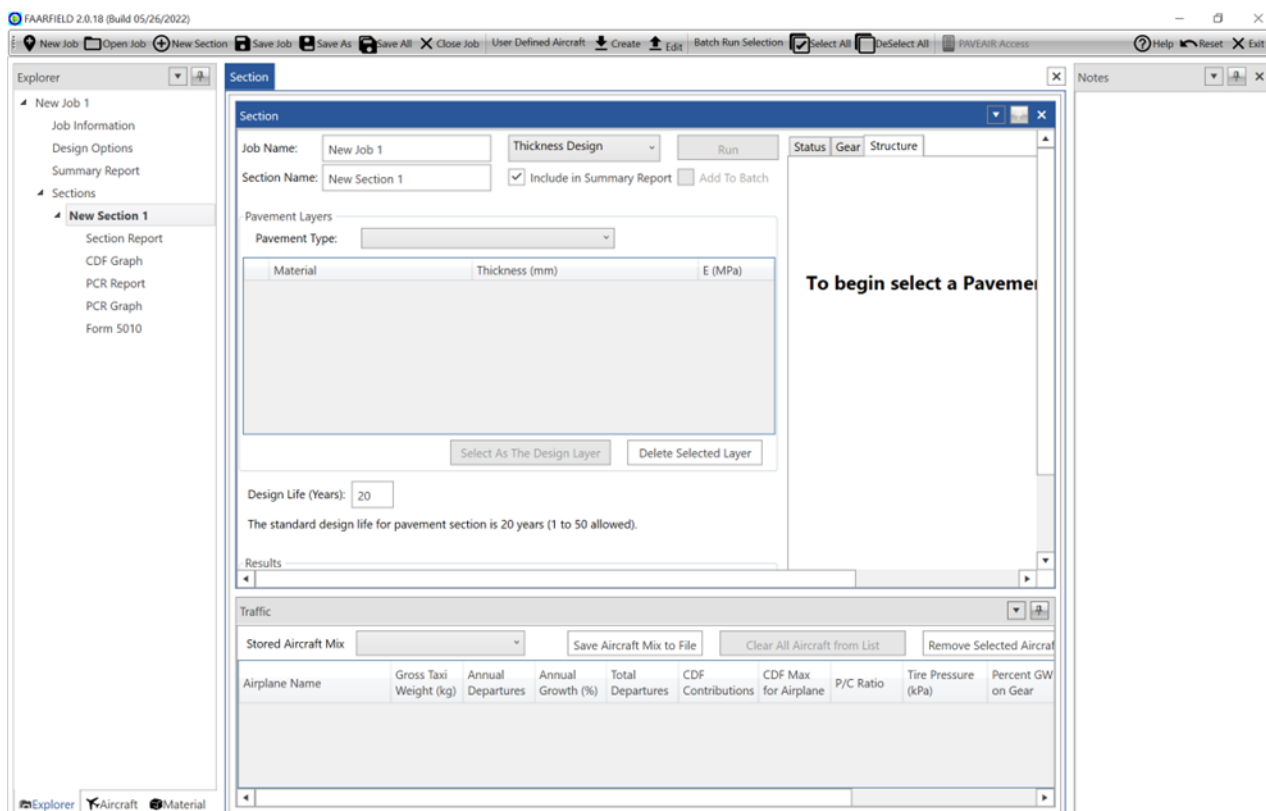 FAARFIELD 2.0.18 (Build 05/26/2022)
New Job Open Job New Section Save Job Save As Save All Close Job User Defined Aircraft Create Edit Batch Run Selection Select All DeSelect All PAVEAIR Access Help Reset Exit
Explorer
New Job 1
Job Information
Design Options
Summary Report
Sections
New Section 1
Section Report
CDF Graph
PCR Report
PCR Graph
Form 5010
Explorer Aircraft Material
Section
Section
Job Name: New Job 1 Thickness Design Run
Section Name: New Section 1 Include in Summary Report Add To Batch
Pavement Layers
Pavement Type:
Material Thickness (mm) E (MPa)
Select As The Design Layer Delete Selected Layer
Design Life (Years): 20
The standard design life for pavement section is 20 years (1 to 50 allowed).
Results
Status Gear Structure
To begin select a Paveme
Traffic
Stored Aircraft Mix Save Aircraft Mix to File Clear All Aircraft from List Remove Selected Aircraf
Airplane Name Gross Taxi Weight (kg) Annual Departures Annual Growth (%) Total Departures CDF Contributions CDF Max for Airplane P/C Ratio Tire Pressure (kPa) Percent GW on Gear
Notes